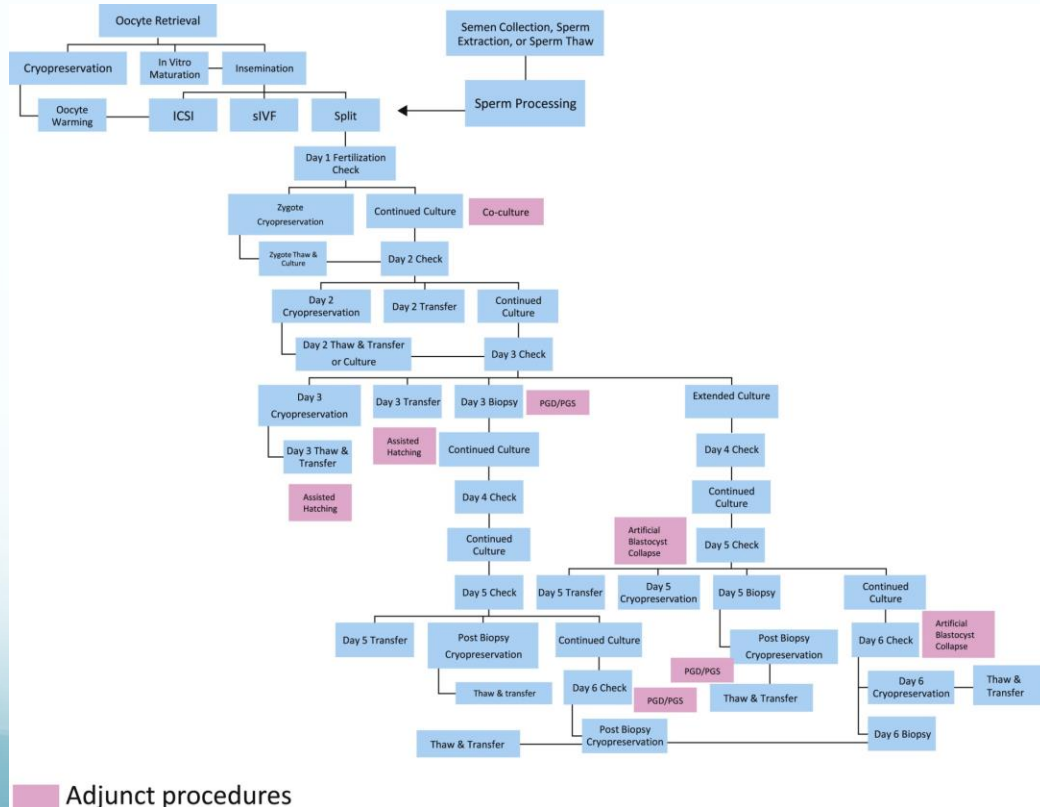 Oocyte Retrieval
Semen Collection, Sperm
Extraction, or Sperm Thaw
Cryopreservation
In Vitro
Maturation
Insemination
Sperm Processing
Oocyte
Warming
ICSI
sIVF
Split
Day 1 Fertilization
Check
Zygote
Cryopreservation
Continued Culture
Co-culture
Zygote Thaw &
Culture
Day 2 Check
Day 2
Cryopreservation
Day 2 Transfer
Continued
Culture
Day 2 Thaw & Transfer
or Culture
Day 3 Check
Day 3
Cryopreservation
Day 3 Transfer
Day 3 Biopsy
PGD/PGS
Extended Culture
Day 3 Thaw &
Transfer
Assisted
Hatching
Continued Culture
Day 4 Check
Assisted
Hatching
Day 4 Check
Continued
Culture
Continued
Culture
Artificial
Blastocyst
Collapse
Day 5 Check
Day 5 Check
Day 5 Transfer
Day 5
Cryopreservation
Day 5 Biopsy
Continued
Culture
Day 5 Transfer
Post Biopsy
Cryopreservation
Continued Culture
Post Biopsy
Cryopreservation
Day 6 Check
Artificial
Blastocyst
Collapse
Thaw & transfer
Day 6 Check
PGD/PGS
PGD/PGS
Thaw & Transfer
Day 6
Cryopreservation
Thaw &
Transfer
Thaw & Transfer
Post Biopsy
Cryopreservation
Day 6 Biopsy
Adjunct procedures